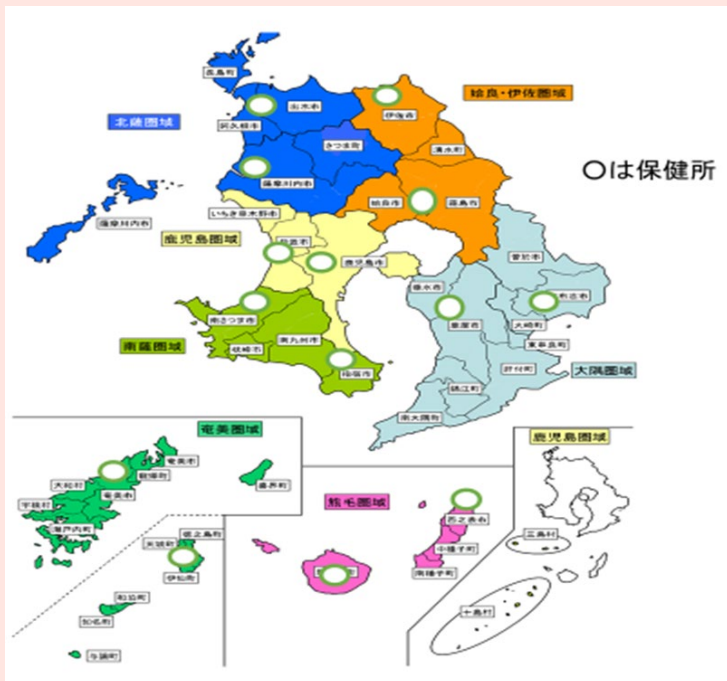 長島町
出水市
阿久根市
伊佐市
姶良・伊佐圏域
北薩圏域
さつま町
湧水町
〇は保健所
薩摩川内市
姶良市
霧島市
いちき串木野市
薩摩川内市
鹿児島圏域
日置市
鹿児島市
曽於市
垂水市
志布志市
鹿屋市
大崎町
南さつま市
東串良町
南薩圏域
枕崎市
南九州市
指宿市
肝付町
大隅圏域
錦江町
南大隅町
奄美圏域
奄美市
龍郷町
大和村
奄美市
宇検村
瀬戸内町
喜界町
鹿児島圏域
熊毛圏域
西之表市
中種子町
南種子町
三島村
徳之島町
天城町
伊仙町
和泊町
知名町
与論町
十島村